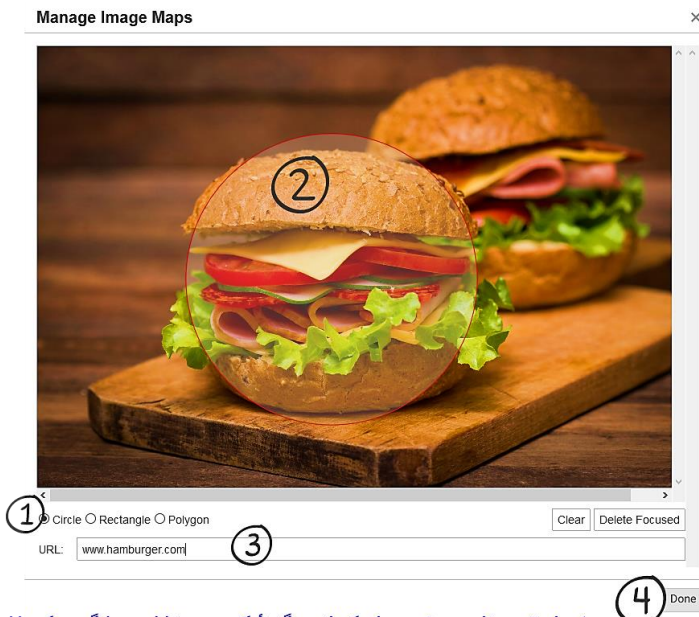 Manage Image Maps
×
2
1
Circle Rectangle Polygon
Clear Delete Focused
URL: www.hamburger.com
3
4
Done